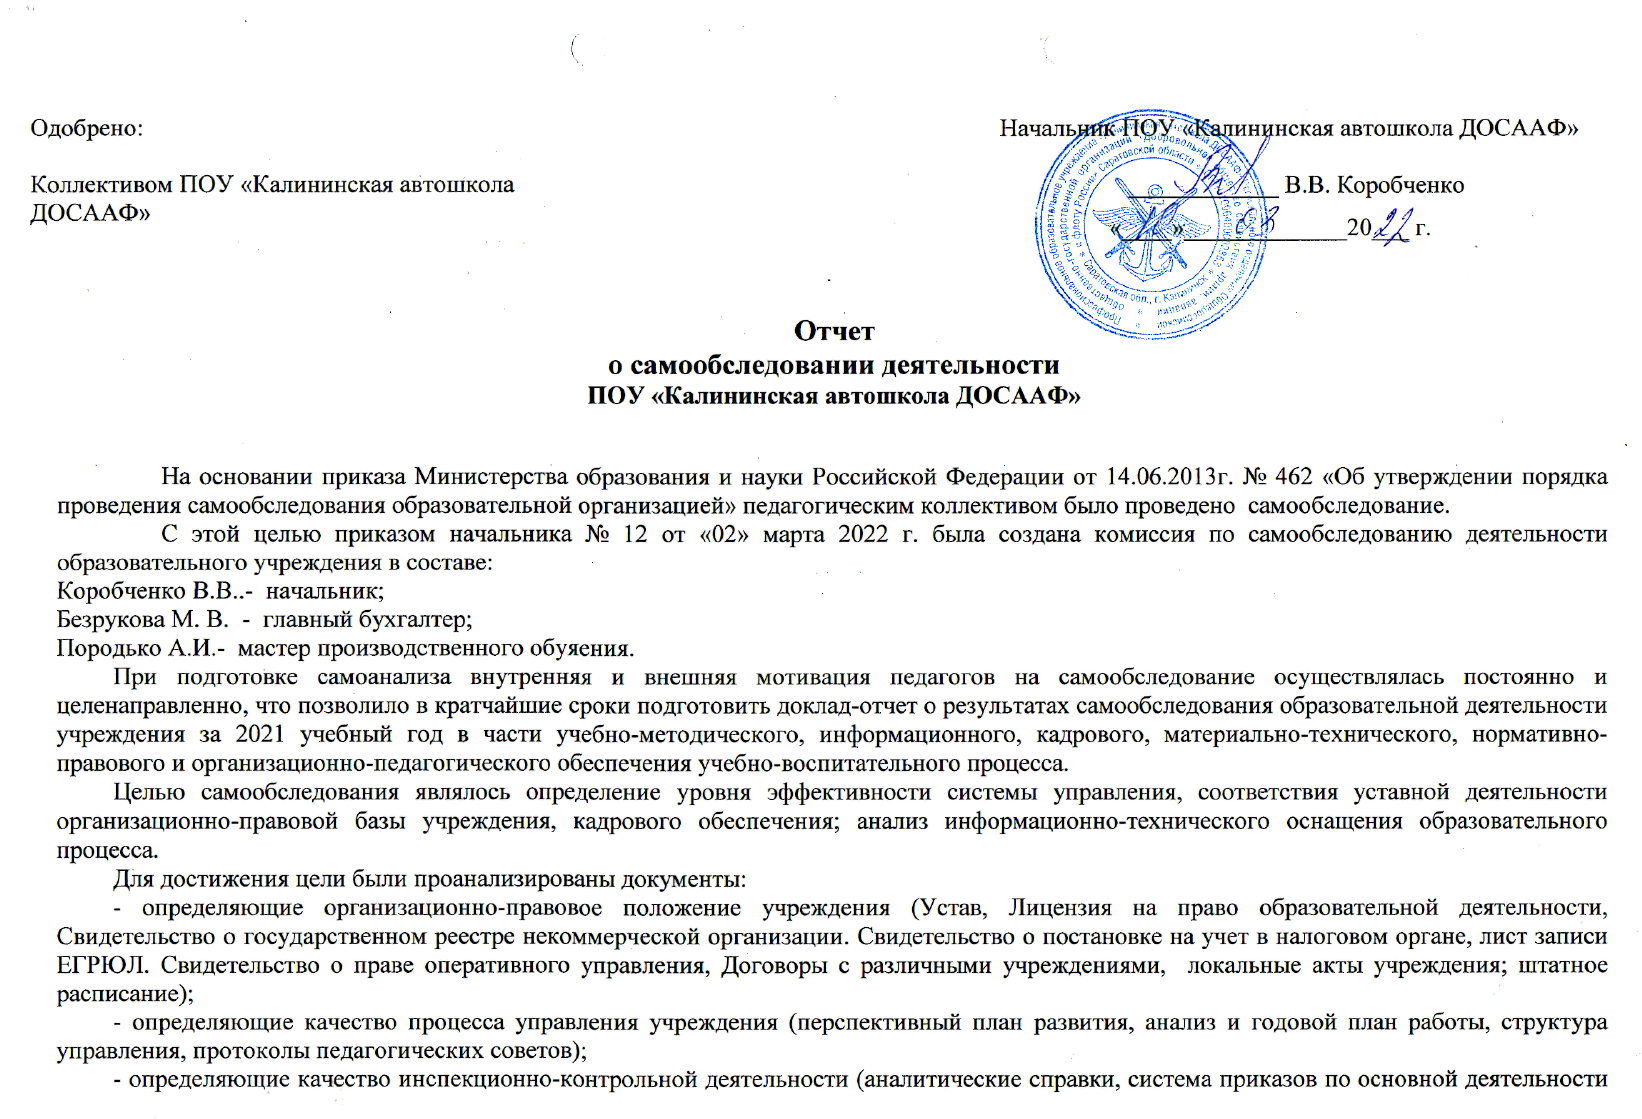 Одобрено:
Начальник ПОУ «Калининская автошкола ДОСААФ»
Коллективом ПОУ «Калининская автошкола
ДОСААФ»
В.В. Коробченко
« » 03 2022 г.
Отчет
о самообследовании деятельности
ПОУ «Калининская автошкола ДОСААФ»
На основании приказа Министерства образования и науки Российской Федерации от 14.06.2013г. № 462 «Об утверждении порядка
проведения самообследования образовательной организацией» педагогическим коллективом было проведено самообследование.
С этой целью приказом начальника № 12 от «02» марта 2022 г. была создана комиссия по самообследованию деятельности
образовательного учреждения в составе:
Коробченко В.В..- начальник;
Безрукова М. В. - главный бухгалтер;
Породько А.И.- мастер производственного обуяения.
При подготовке самоанализа внутренняя и внешняя мотивация педагогов на самообследование осуществлялась постоянно и
целенаправленно, что позволило в кратчайшие сроки подготовить доклад-отчет о результатах самообследования образовательной деятельности
учреждения за 2021 учебный год в части учебно-методического, информационного, кадрового, материально-технического, нормативно-
правового и организационно-педагогического обеспечения учебно-воспитательного процесса.
Целью самообследования являлось определение уровня эффективности системы управления, соответствия уставной деятельности
организационно-правовой базы учреждения, кадрового обеспечения; анализ информационно-технического оснащения образовательного
процесса.
Для достижения цели были проанализированы документы:
- определяющие организационно-правовое положение учреждения (Устав, Лицензия на право образовательной деятельности,
Свидетельство о государственном реестре некоммерческой организации. Свидетельство о постановке на учет в налоговом органе, лист записи
ЕГРЮЛ. Свидетельство о праве оперативного управления, Договоры с различными учреждениями, локальные акты учреждения; штатное
расписание);
- определяющие качество процесса управления учреждения (перспективный план развития, анализ и годовой план работы, структура
управления, протоколы педагогических советов);
- определяющие качество инспекционно-контрольной деятельности (аналитические справки, система приказов по основной деятельности